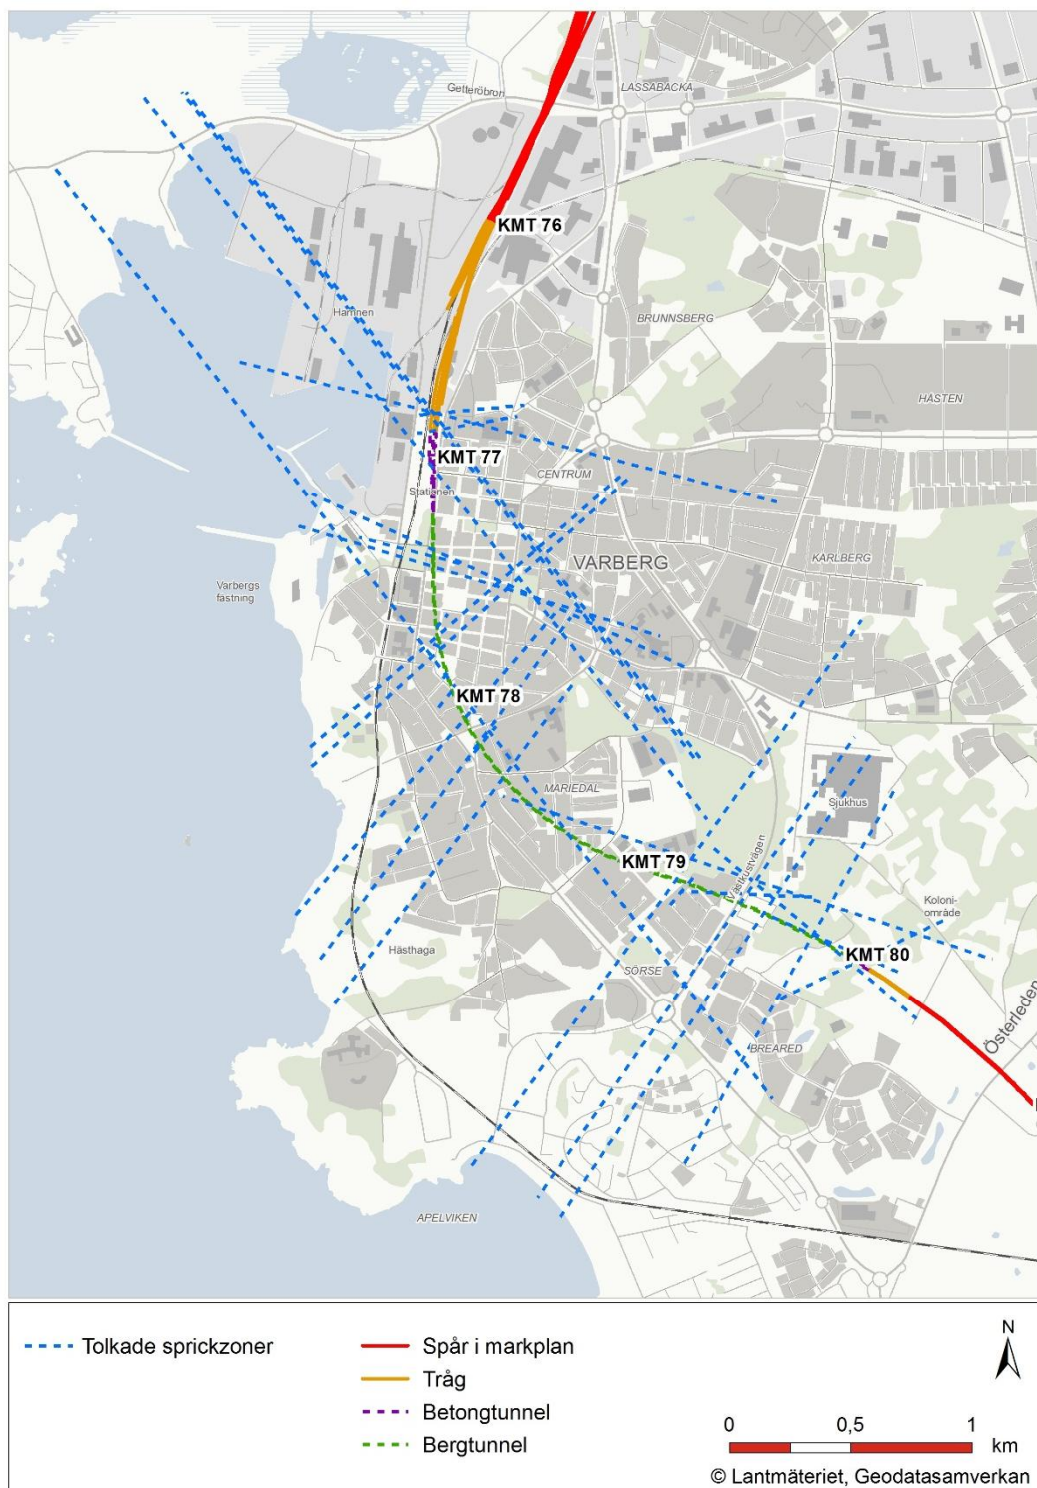 Getteröbron
LASSABACKA
KMT 76
Hamnen
BRUNNSBERG
HÅSTEN
KMT 77
CENTRUM
Stationen
VARBERG
KARLBERG
Varbergs
fästning
KMT 78
MARIEDAL
Sjukhus
KMT 79
Västkustvägen
Koloni-
område
Hästhaga
KMT 80
SÖRSE
Österleden
BREARED
APELVIKEN
Tolkade sprickzoner
Spår i markplan
Tråg
Betongtunnel
Bergtunnel
N
0 0,5 1
km
© Lantmäteriet, Geodatasamverkan